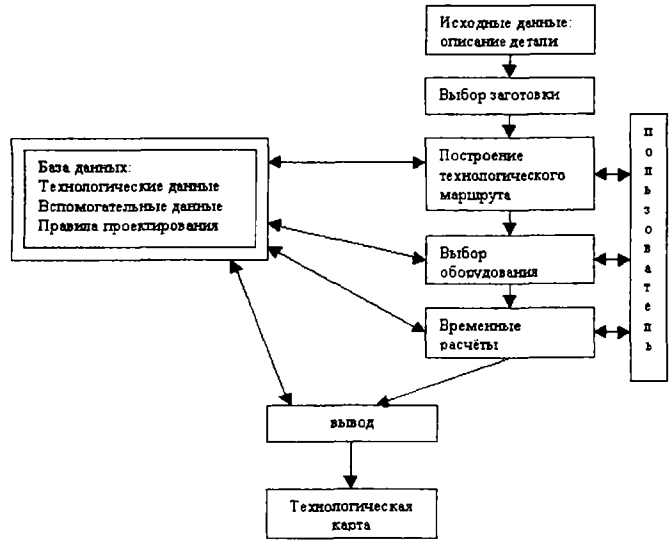 Исходные данные:
описание детали
Выбор заготовки
Построение
технологического
маршрута
База данных:
Технологические данные
Вспомогательные данные
Правила проектирования
Выбор
оборудования
Временные
расчёты
пользователь
вывод
Технологическая
карта